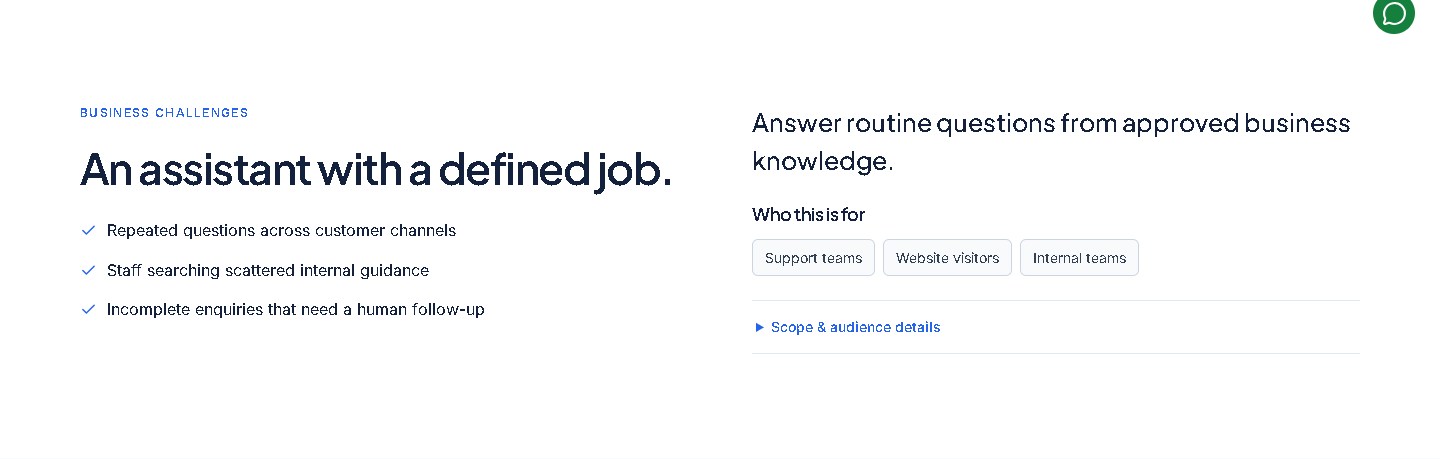 BUSINESS CHALLENGES
An assistant with a defined job.
Repeated questions across customer channels
Staff searching scattered internal guidance
Incomplete enquiries that need a human follow-up
Answer routine questions from approved business
knowledge.
Who this is for
Support teams
Website visitors
Internal teams
Scope & audience details